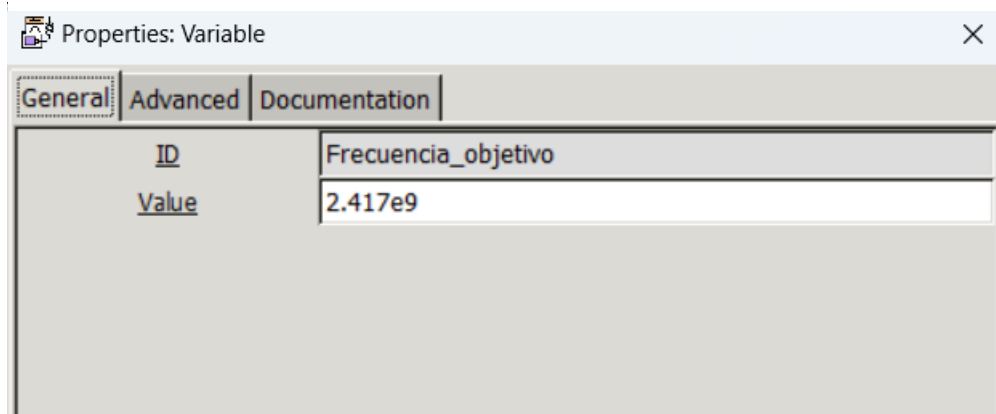 Properties: Variable
General Advanced Documentation
ID Frecuencia_objetivo
Value 2.417e9